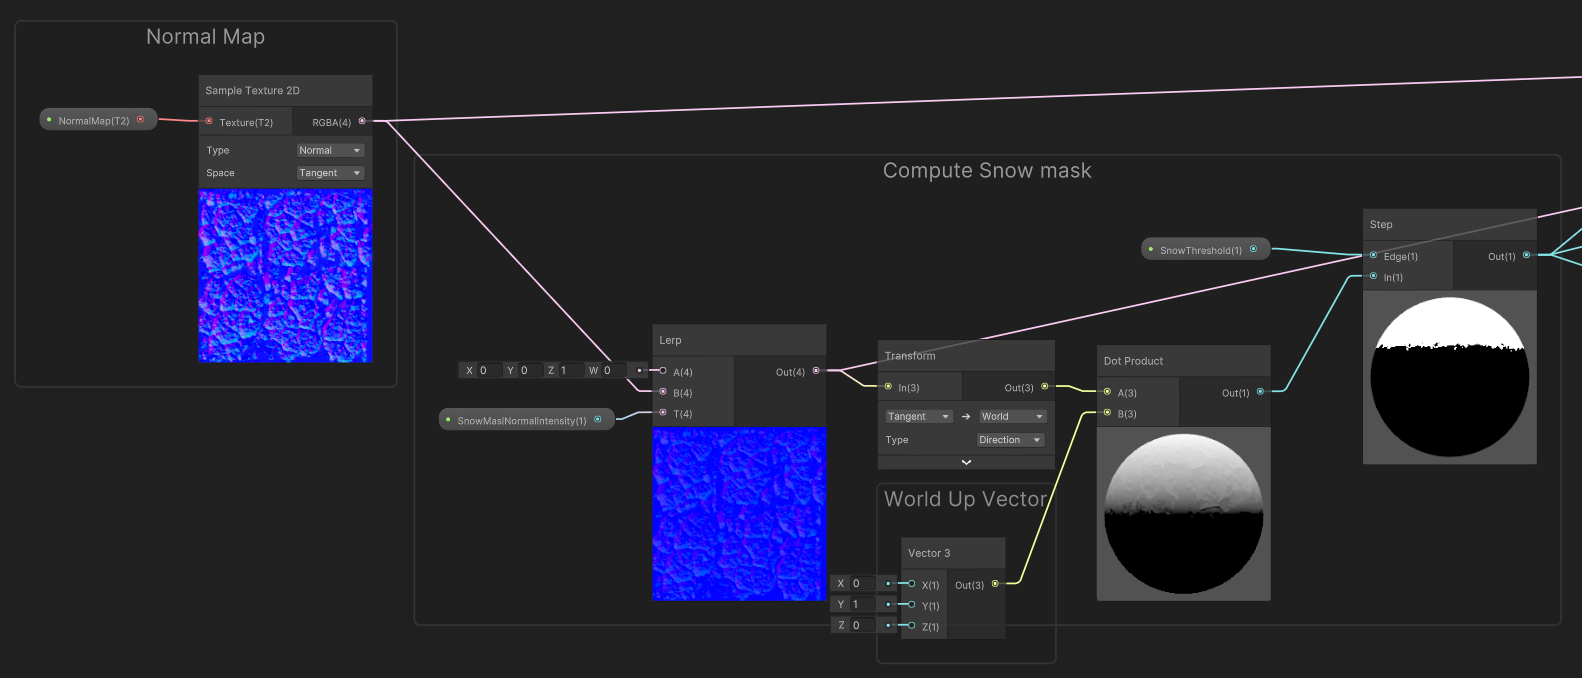 Normal Map
Sample Texture 2D
NormalMap(T2)
Texture(T2)
RGBA(4)
Type
Normal
Space
Tangent
Compute Snow mask
SnowThreshold(1)
Step
Edge(1)
Out(1)
In(1)
Lerp
X 0 Y 0 Z 1 W 0
A(4)
Out(4)
B(4)
SnowMaslNormalIntensity(1)
T(4)
Transform
In(3)
Out(3)
Tangent
World
Type
Direction
Dot Product
A(3)
Out(1)
B(3)
World Up Vector
Vector 3
X 0
X(1)
Out(3)
Y 1
Y(1)
Z 0
Z(1)